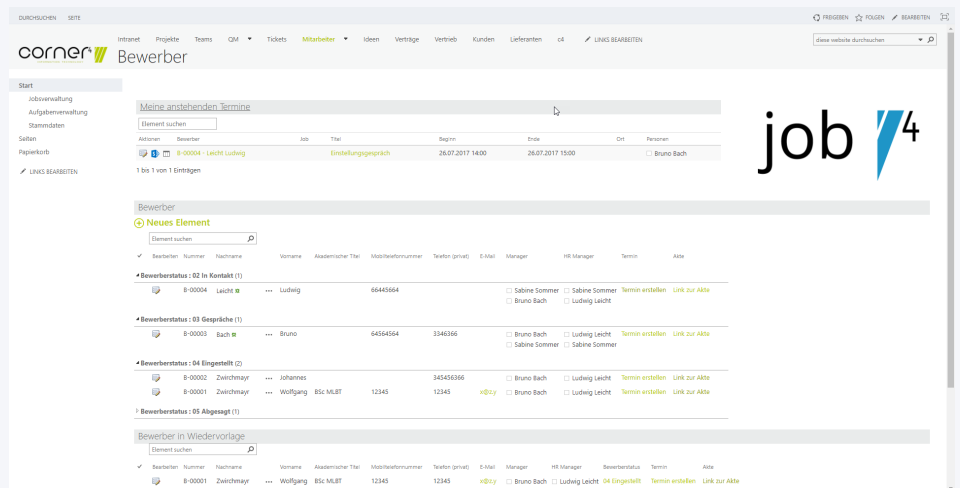 DURCHSUCHEN SEITE
FREIGEBEN FOLGEN BEARBEITEN
corner4
Intranet Projekte Teams QM Tickets Mitarbeiter Ideen Verträge Vertrieb Kunden Lieferanten c4 LINKS BEARBEITEN
diese website durchsuchen
Bewerber
Start
Jobsverwaltung
Aufgabenverwaltung
Stammdaten
Seiten
Papierkorb
LINKS BEARBEITEN
Meine anstehenden Termine
Element suchen
Aktionen Bewerber Job Titel Beginn Ende Ort Personen
B-00004 - Leicht Ludwig Einstellungsgespräch 26.07.2017 14:00 26.07.2017 15:00 Bruno Bach
1 bis 1 von 1 Einträgen
job 4
Bewerber
Neues Element
Element suchen
Bearbeiten Nummer Nachname Vorname Akademischer Titel Mobiltelefonnummer Telefon (privat) E-Mail Manager HR Manager Termin Akte
Bewerberstatus : 02 In Kontakt (1)
B-00004 Leicht ... Ludwig 66445664 Sabine Sommer Sabine Sommer Termin erstellen Link zur Akte
Bruno Bach Ludwig Leicht
Bewerberstatus : 03 Gespräche (1)
B-00003 Bach ... Bruno 64564564 3346366 Bruno Bach Ludwig Leicht Termin erstellen Link zur Akte
Sabine Sommer Sabine Sommer
Bewerberstatus : 04 Eingestellt (2)
B-00002 Zwirchmayr ... Johannes 345456366 Bruno Bach Ludwig Leicht Termin erstellen Link zur Akte
B-00001 Zwirchmayr ... Wolfgang BSc MLBT 12345 12345 x@z.y Bruno Bach Ludwig Leicht Termin erstellen Link zur Akte
Bewerberstatus : 05 Abgesagt (1)
Bewerber in Wiedervorlage
Element suchen
Bearbeiten Nummer Nachname Vorname Akademischer Titel Mobiltelefonnummer Telefon (privat) E-Mail Manager HR Manager Bewerberstatus Termin Akte
B-00001 Zwirchmayr ... Wolfgang BSc MLBT 12345 12345 x@z.y Bruno Bach Ludwig Leicht 04 Eingestellt Termin erstellen Link zur Akte